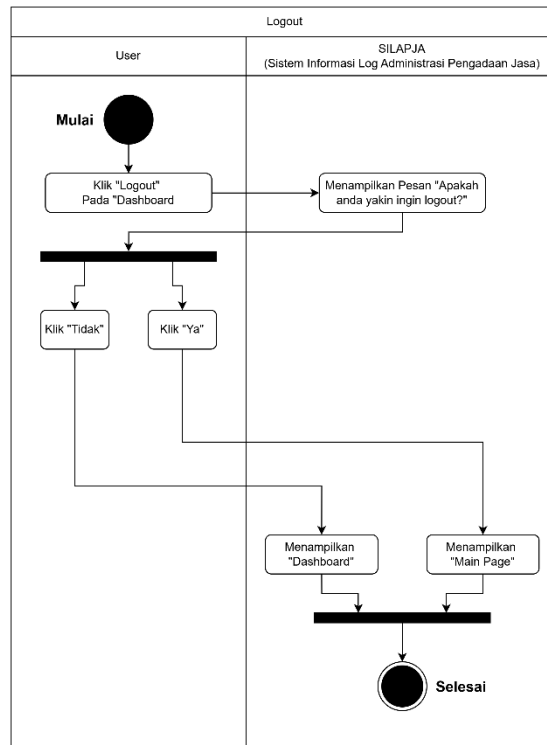 Logout
User
SILAPJA
(Sistem Informasi Log Administrasi Pengadaan Jasa)
Mulai
Klik "Logout"
Pada "Dashboard
Menampilkan Pesan "Apakah
anda yakin ingin logout?"
Klik "Tidak"
Klik "Ya"
Menampilkan
"Dashboard"
Menampilkan
"Main Page"
Selesai